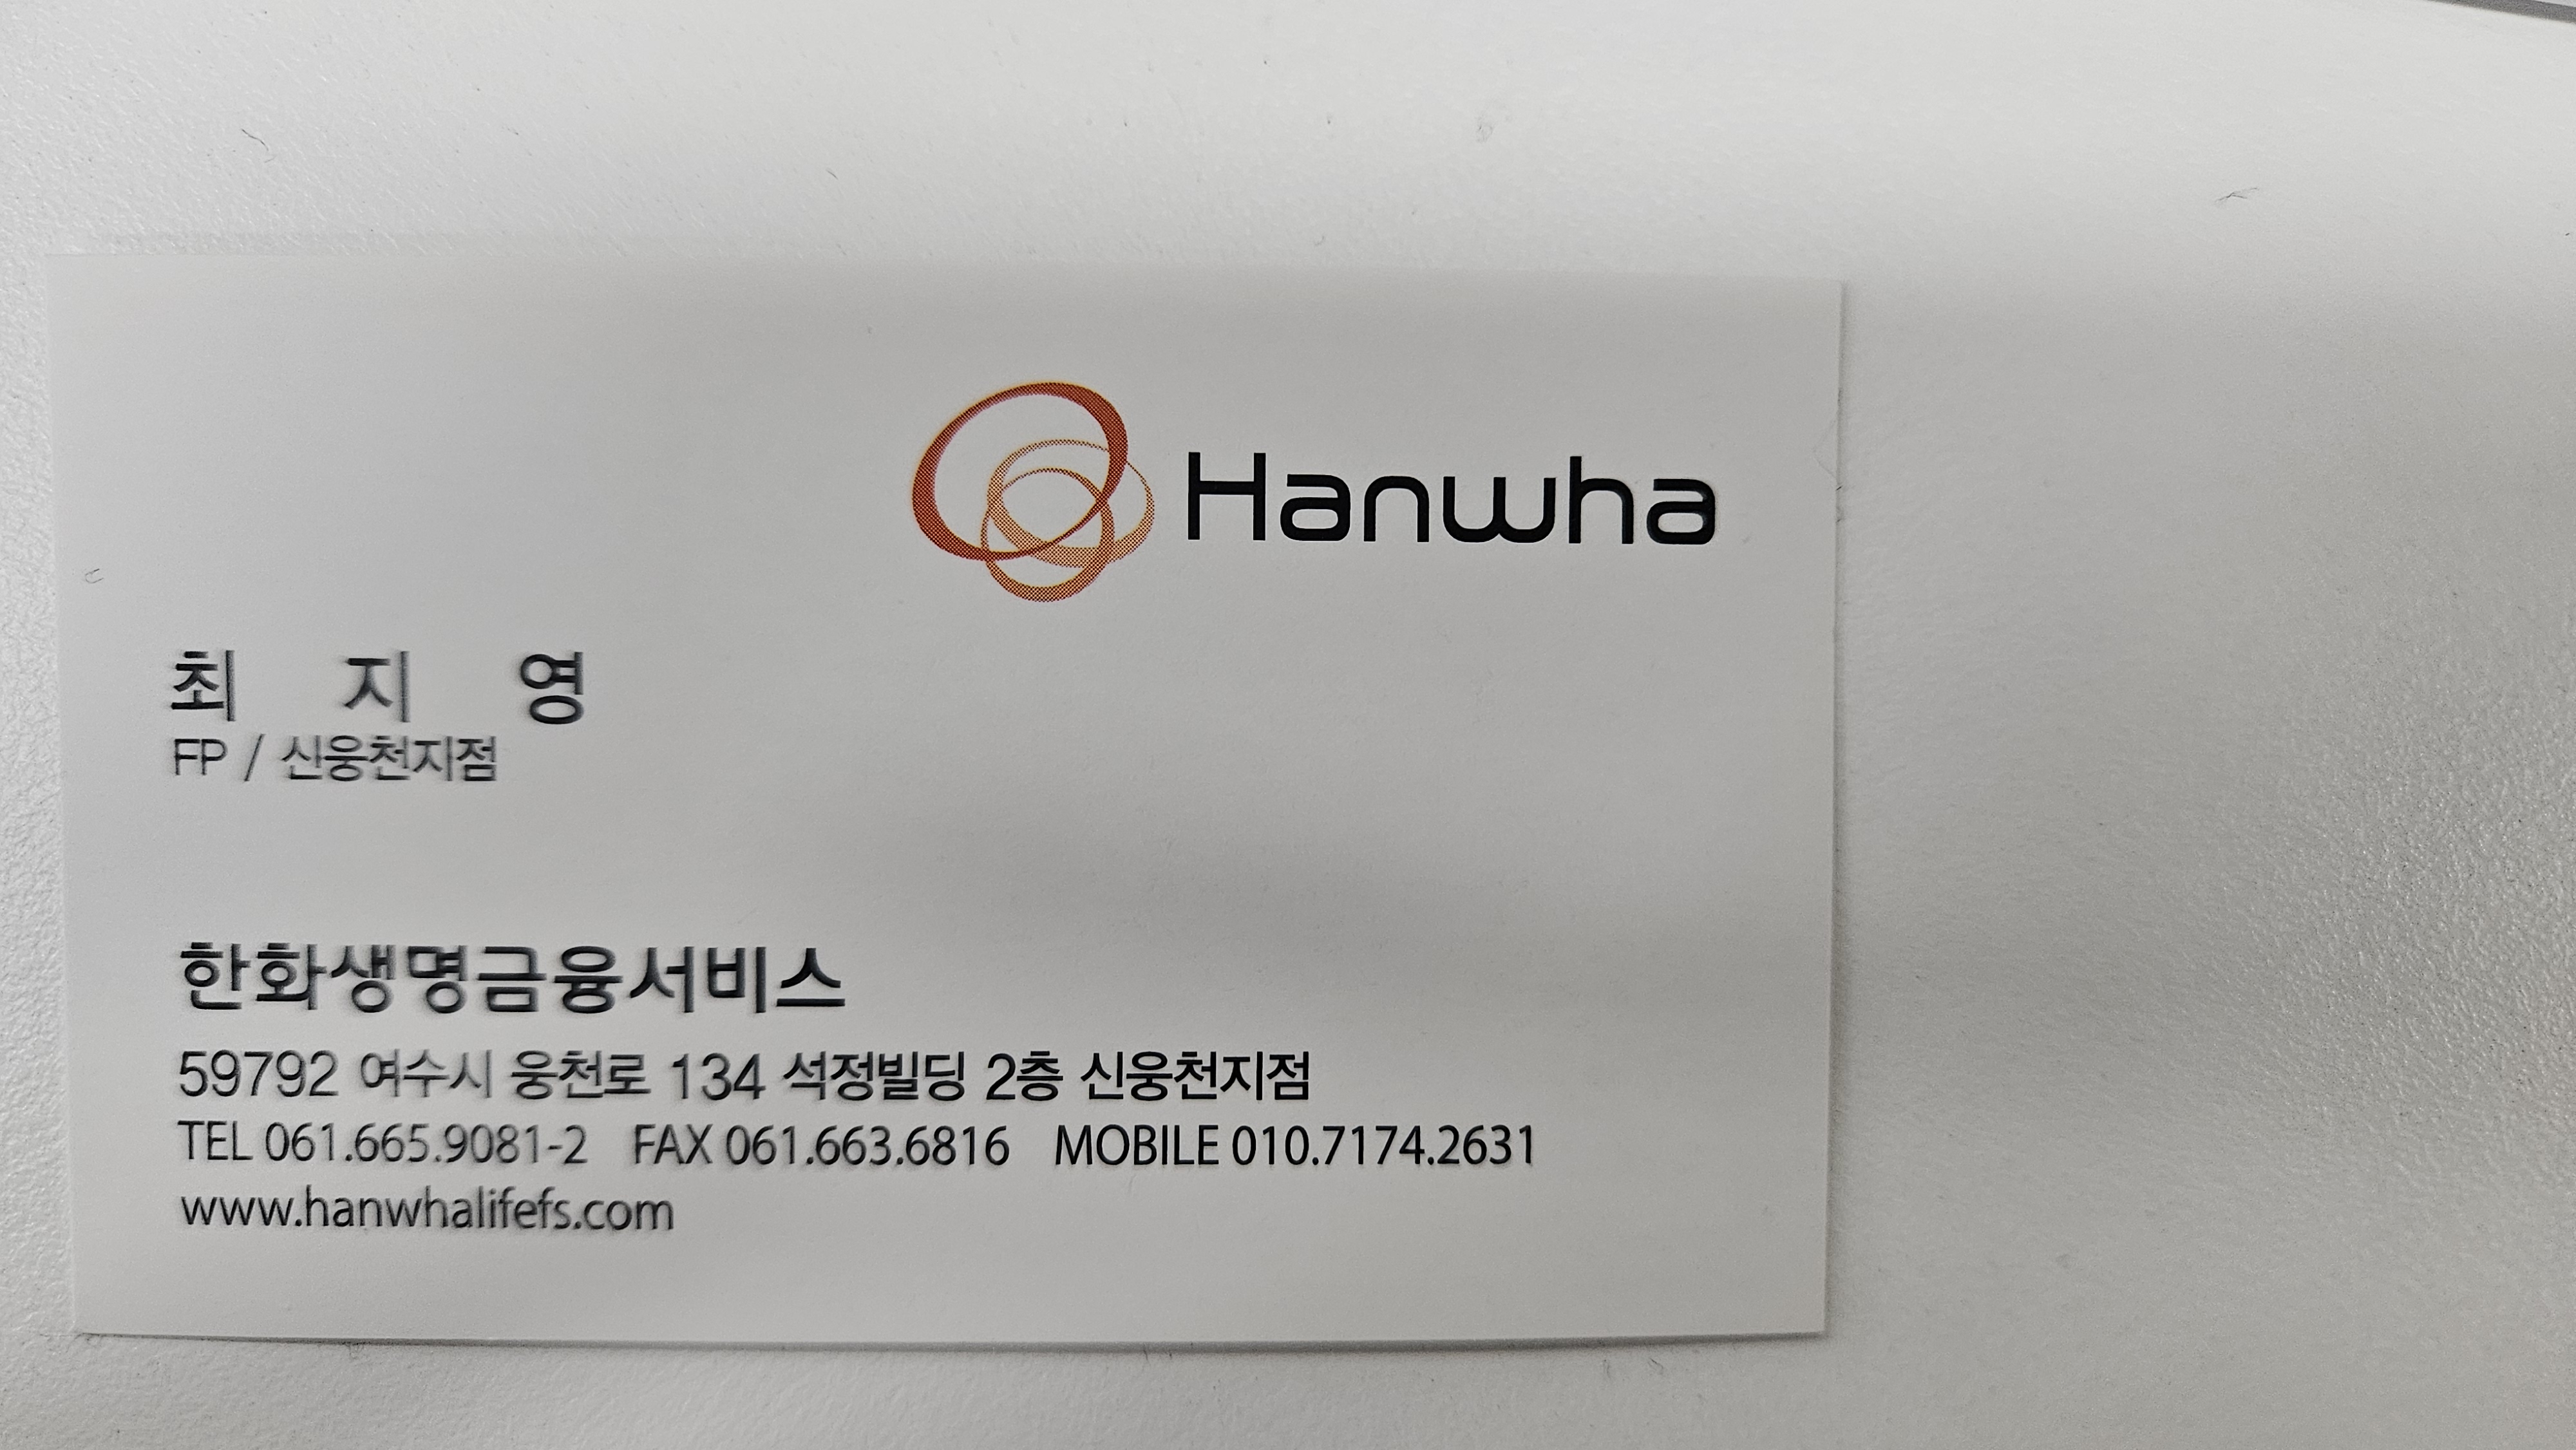 Hanwha
최 지 영
FP / 신웅천지점
한화생명금융서비스
59792 여수시 웅천로 134 석정빌딩 2층 신웅천지점
TEL 061.665.9081-2 FAX 061.663.6816 MOBILE 010.7174.2631
www.hanwhalifefs.com